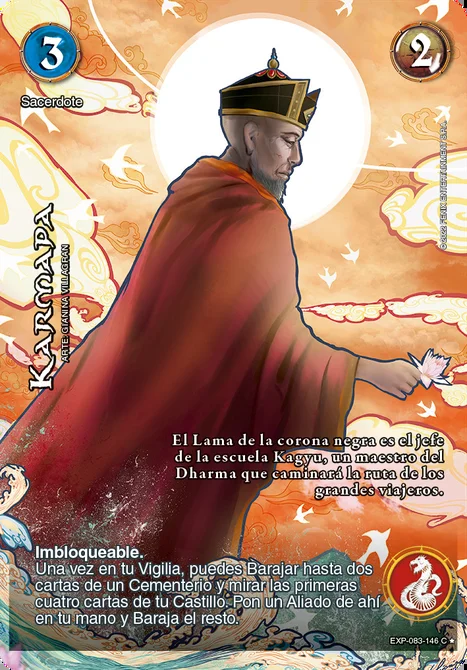 3
2
Sacerdote
© 2022 FENIX ENTERTAINMENT S.R.L.
KARMAPA
ARTE: GIANINA VILLAGRAN
El Lama de la corona negra es el jefe
de la escuela Kagyu, un maestro del
Dharma que caminará la ruta de los
grandes viajeros.
Imbloqueable.
Una vez en tu Vigilia, puedes Barajar hasta dos
cartas de un Cementerio y mirar las primeras
cuatro cartas de tu Castillo. Pon un Aliado de ahí
en tu mano y Baraja el resto.
EXP-083-146 C ★